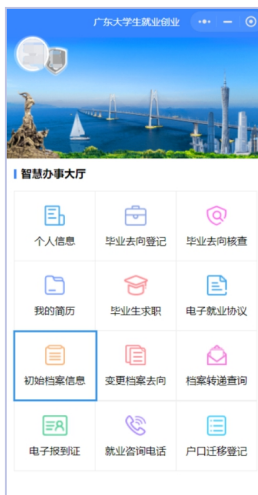 广东大学生就业创业
智慧办事大厅
个人信息 毕业去向登记 毕业去向核查
我的简历 毕业生求职 电子就业协议
初始档案信息 变更档案去向 档案转递查询
电子报到证 就业咨询电话 户口迁移登记